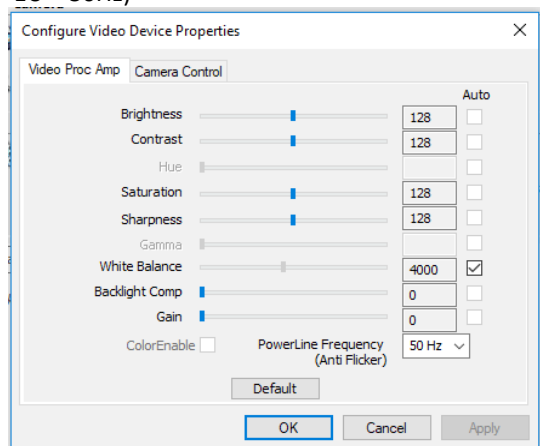 Configure Video Device Properties
Video Proc Amp Camera Control
Auto
Brightness 128
Contrast 128
Hue
Saturation 128
Sharpness 128
Gamma
White Balance 4000
Backlight Comp 0
Gain 0
ColorEnable PowerLine Frequency 50 Hz
(Anti Flicker)
Default
OK Cancel Apply